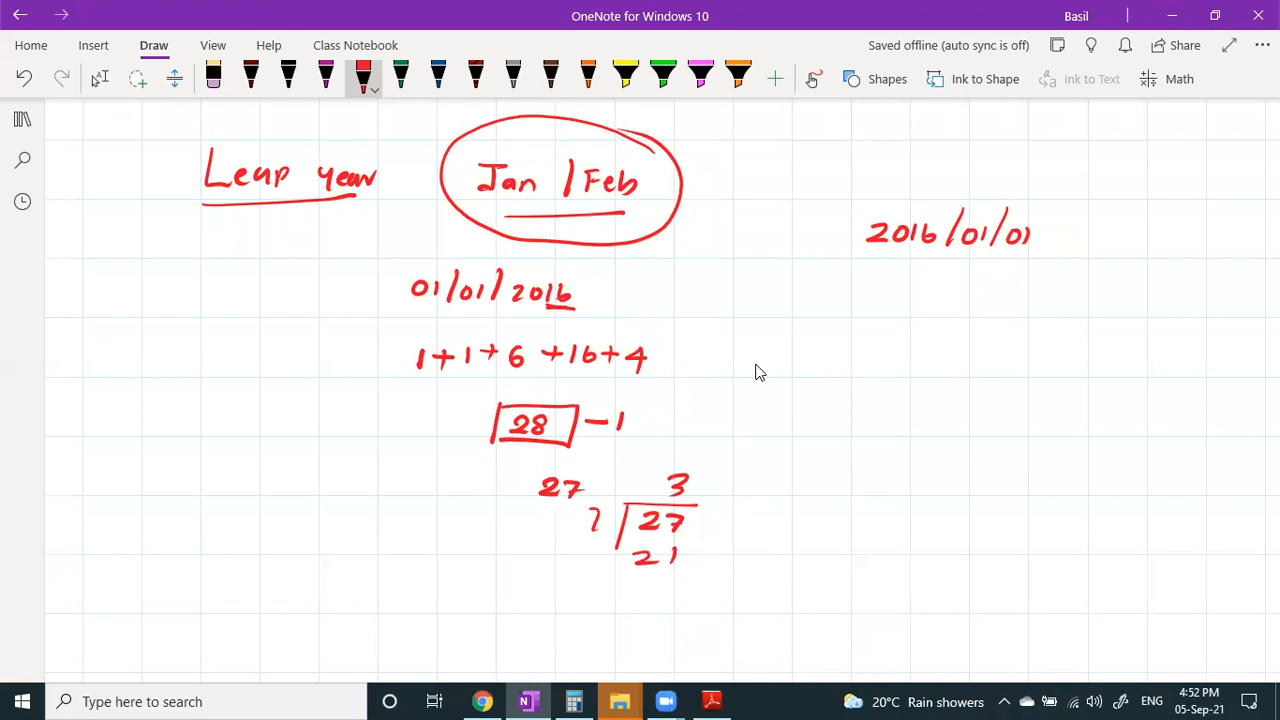 OneNote for Windows 10
Basil
Home Insert Draw View Help Class Notebook
Saved offline (auto sync is off) Share
Shapes Ink to Shape Ink to Text Math
Leap year Jan / Feb
2016/01/01
01/01/2016
1+1+6+16+4
28 -1
27 3
7 27
21
Type here to search
20°C Rain showers ENG 4:52 PM
05-Sep-21